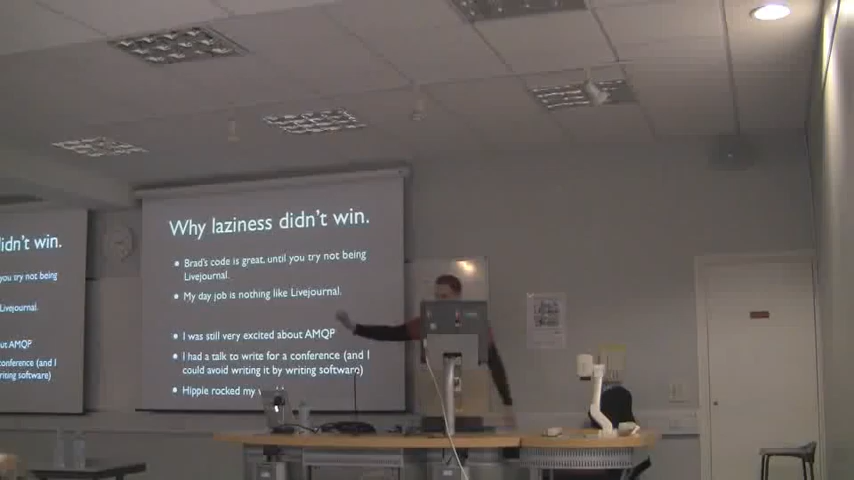 Why laziness didn't win.
Brad's code is great, until you try not being
Livejournal.
My day job is nothing like Livejournal.
I was still very excited about AMQP
I had a talk to write for a conference (and I
could avoid writing it by writing software)
Hippie rocked my
didn't win.
you try not being
Livejournal.
out AMQP
conference (and I
riting software)